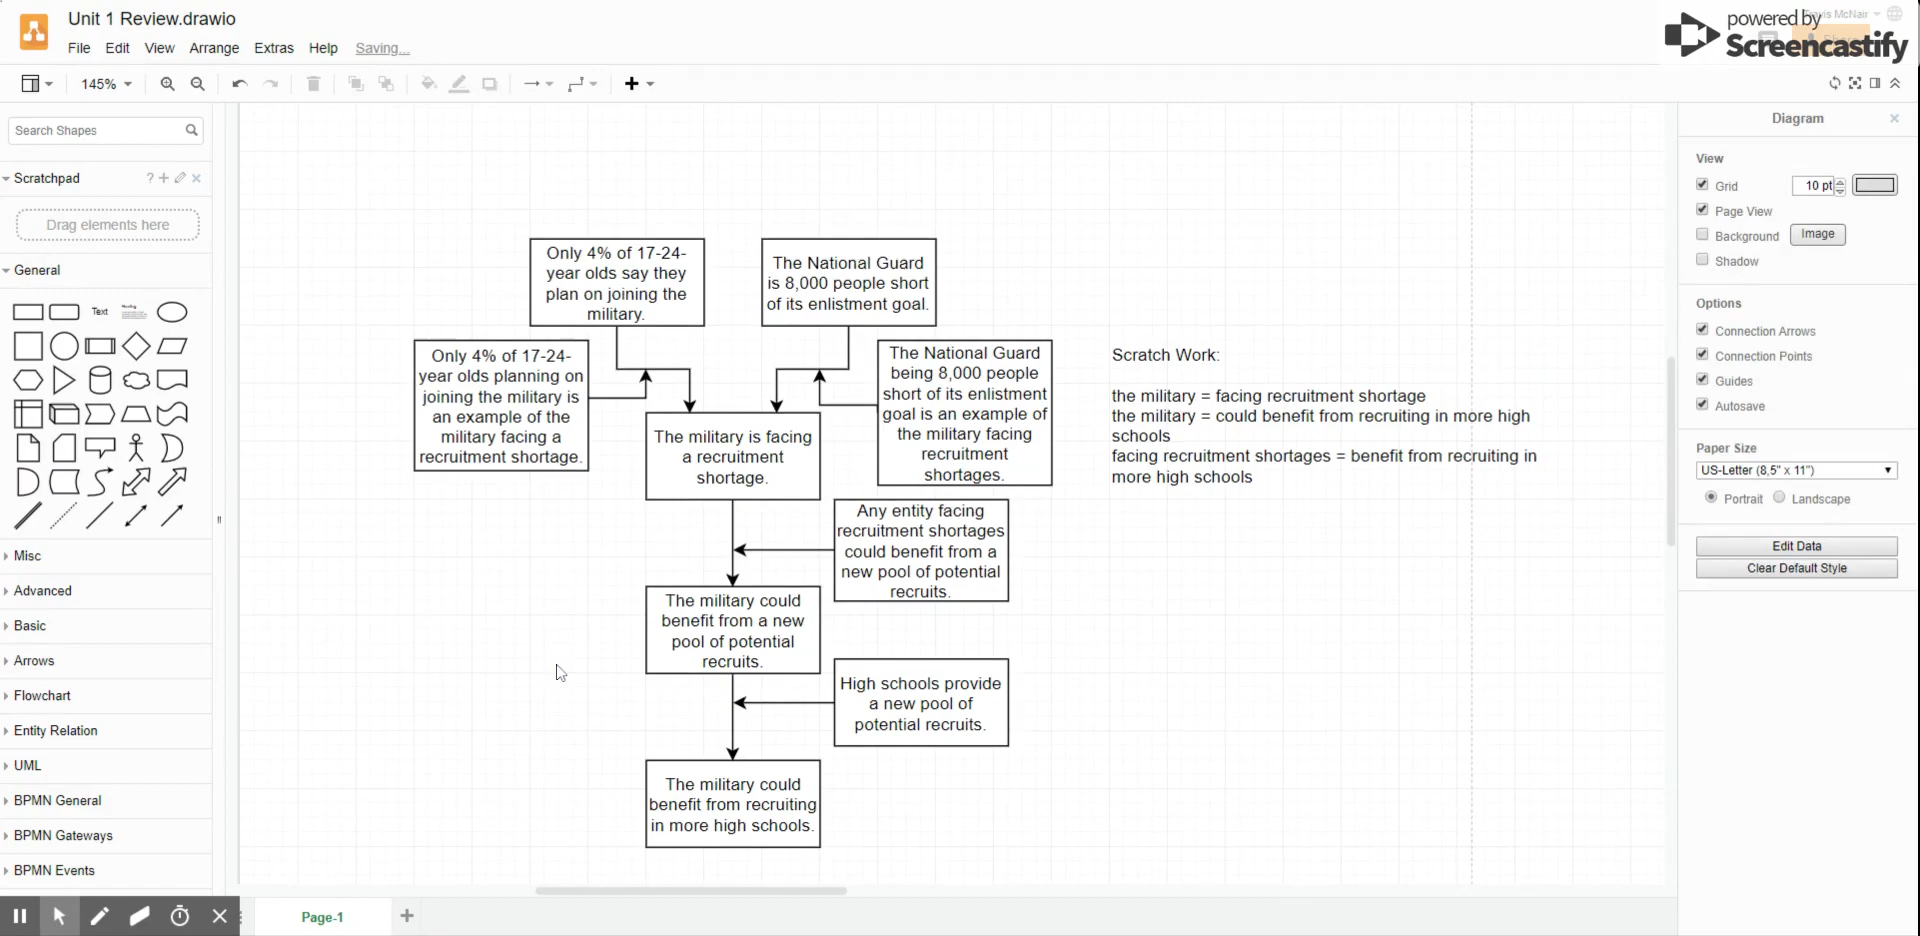 Unit 1 Review.drawio
File Edit View Arrange Extras Help Saving...
Travis McNair
powered by
Screencastify
145%
Search Shapes
Scratchpad
?
Drag elements here
General
Text
Misc
Advanced
Basic
Arrows
Flowchart
Entity Relation
UML
BPMN General
BPMN Gateways
BPMN Events
Only 4% of 17-24-
year olds say they
plan on joining the
military.
The National Guard
is 8,000 people short
of its enlistment goal.
Only 4% of 17-24-
year olds planning on
joining the military is
an example of the
military facing a
recruitment shortage.
The National Guard
being 8,000 people
short of its enlistment
goal is an example of
the military facing
recruitment
shortages.
The military is facing
a recruitment
shortage.
Any entity facing
recruitment shortages
could benefit from a
new pool of potential
recruits.
The military could
benefit from a new
pool of potential
recruits.
High schools provide
a new pool of
potential recruits.
The military could
benefit from recruiting
in more high schools.
Scratch Work:
the military = facing recruitment shortage
the military = could benefit from recruiting in more high
schools
facing recruitment shortages = benefit from recruiting in
more high schools
Diagram
View
Grid 10 pt
Page View
Background Image
Shadow
Options
Connection Arrows
Connection Points
Guides
Autosave
Paper Size
US-Letter (8,5" x 11")
Portrait Landscape
Edit Data
Clear Default Style
Page-1